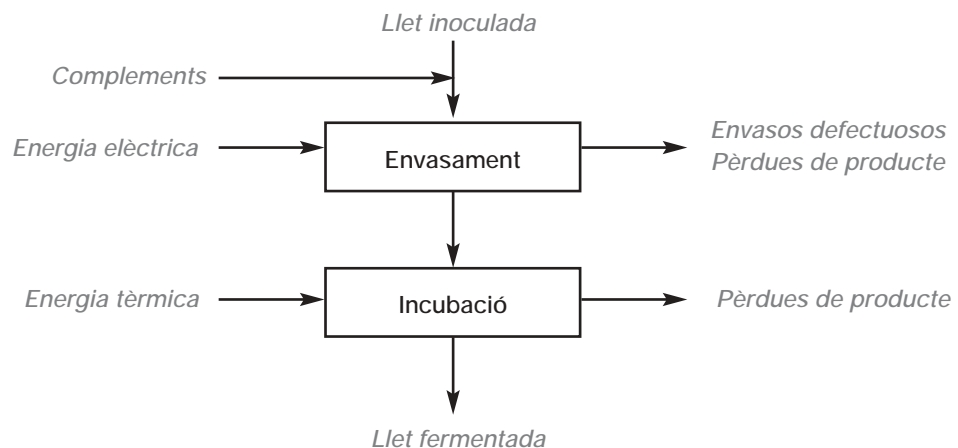 Llet inoculada
Complements
Energia elèctrica
Envasament
Envasos defectuosos
Pèrdues de producte
Energia tèrmica
Incubació
Pèrdues de producte
Llet fermentada